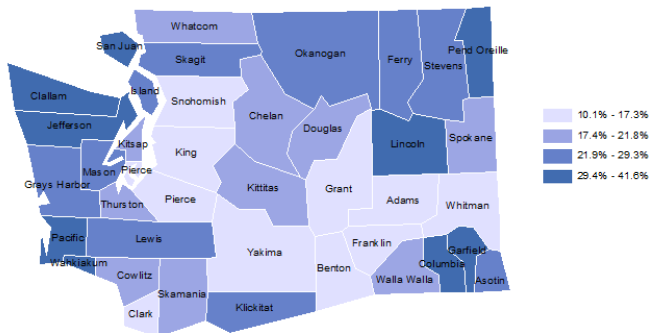 Whatcom
San Juan
Skagit
Okanogan
Ferry
Stevens
Pend Oreille
Island
Clallam
Snohomish
Jefferson
Chelan
Douglas
Kitsap
Lincoln
Spokane
King
Mason
Pierce
Grays Harbor
Kittitas
Grant
Thurston
Pierce
Adams
Whitman
Pacific
Lewis
Yakima
Franklin
Garfield
Wahkiakum
Cowlitz
Benton
Columbia
Walla Walla
Asotin
Skamania
Clark
Klickitat
10.1% - 17.3%
17.4% - 21.8%
21.9% - 29.3%
29.4% - 41.6%